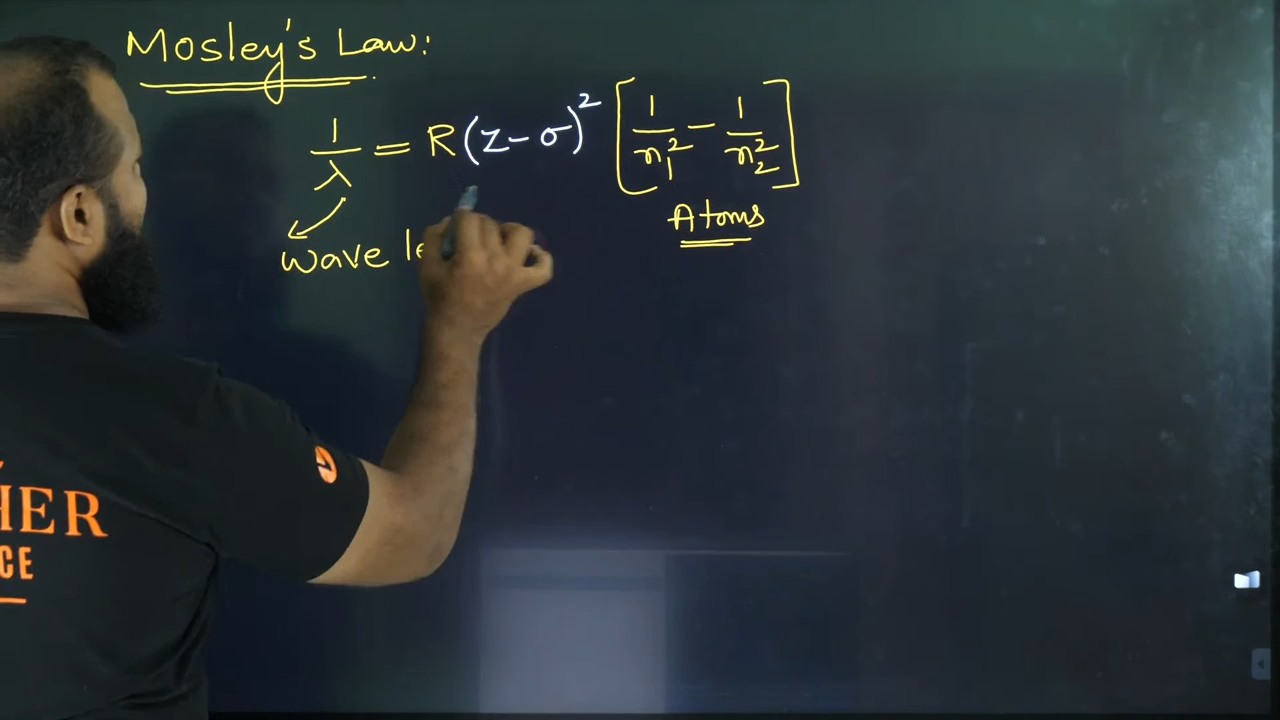 Mosley's Law:
1/λ = R(z-σ)² [1/n₁² - 1/n₂²]
wave le
Atoms
HER
CE